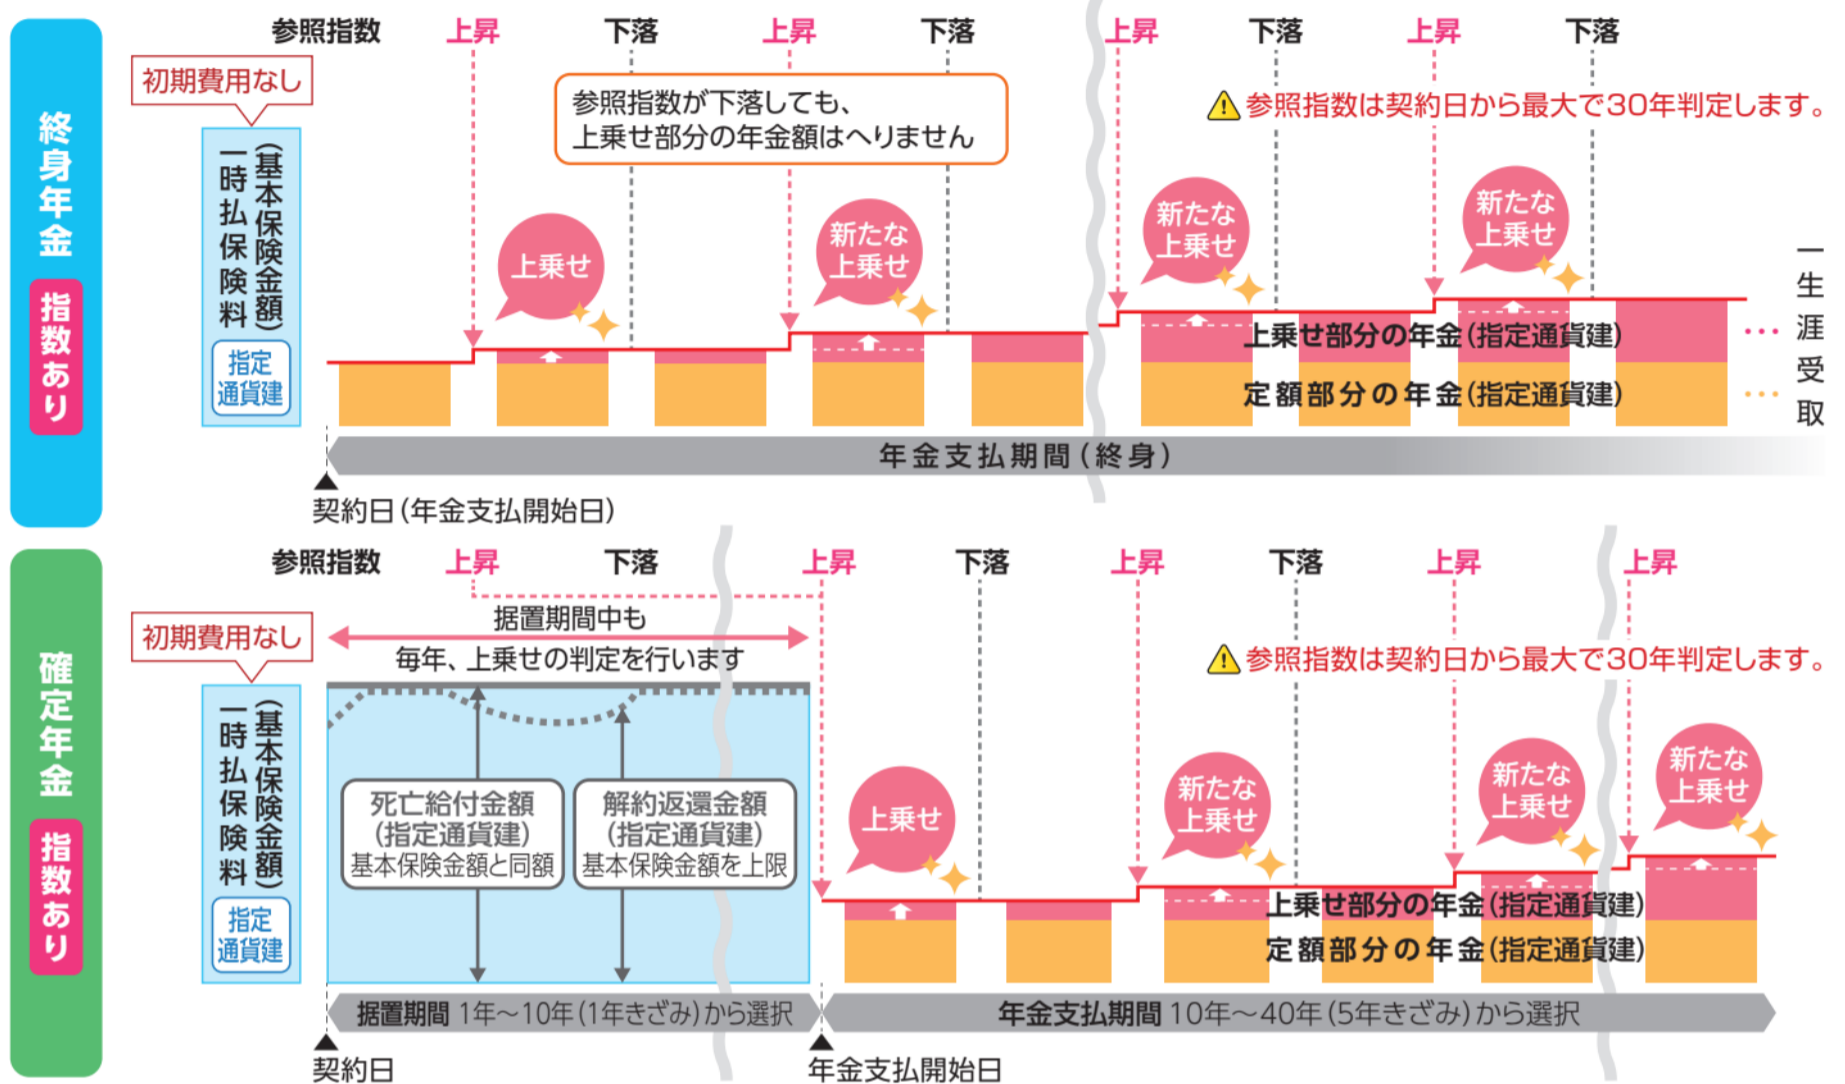 終身年金
指数あり
参照指数
上昇
下落
上昇
下落
上昇
下落
上昇
下落
初期費用なし
参照指数が下落しても、
上乗せ部分の年金額はへりません
参照指数は契約日から最大で30年判定します。
一時払保険料
(基本保険金額)
指定
通貨建
上乗せ
新たな
上乗せ
新たな
上乗せ
新たな
上乗せ
上乗せ部分の年金(指定通貨建)
定額部分の年金(指定通貨建)
…
…
一生涯受取
年金支払期間(終身)
契約日(年金支払開始日)
確定年金
指数あり
参照指数
上昇
下落
上昇
下落
上昇
下落
上昇
上昇
初期費用なし
据置期間中も
毎年、上乗せの判定を行います
参照指数は契約日から最大で30年判定します。
一時払保険料
(基本保険金額)
指定
通貨建
死亡給付金額
(指定通貨建)
基本保険金額と同額
解約返還金額
(指定通貨建)
基本保険金額を上限
上乗せ
新たな
上乗せ
新たな
上乗せ
新たな
上乗せ
上乗せ部分の年金(指定通貨建)
定額部分の年金(指定通貨建)
据置期間 1年〜10年(1年きざみ)から選択
年金支払期間 10年〜40年(5年きざみ)から選択
契約日
年金支払開始日